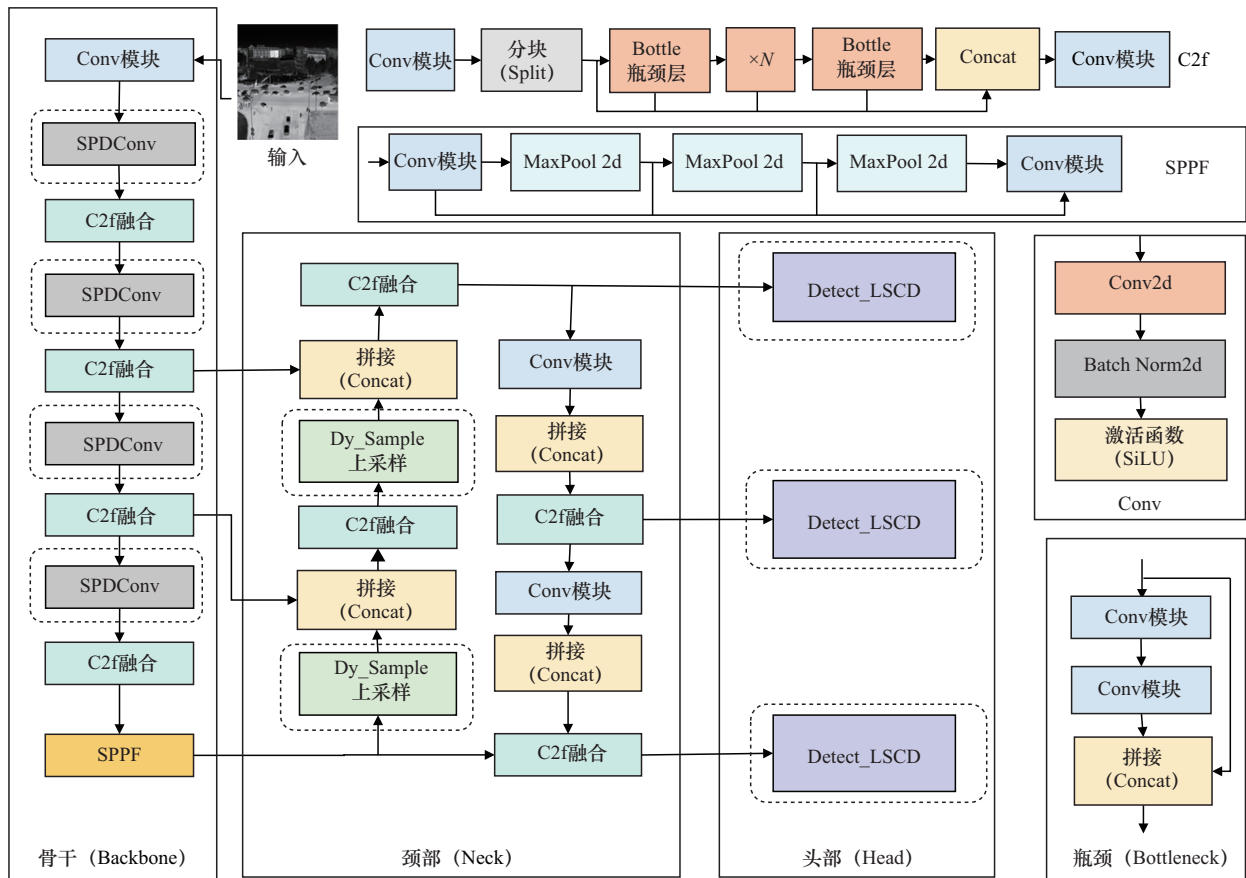 Conv模块
SPDConv
C2f融合
SPDConv
C2f融合
SPDConv
C2f融合
SPDConv
C2f融合
SPPF
骨干（Backbone）
输入
Conv模块
分块
(Split)
Bottle
瓶颈层
×N
Bottle
瓶颈层
Concat
Conv模块
C2f
Conv模块
MaxPool 2d
MaxPool 2d
MaxPool 2d
Conv模块
SPPF
C2f融合
拼接
(Concat)
Dy_Sample
上采样
C2f融合
拼接
(Concat)
Dy_Sample
上采样
Conv模块
拼接
(Concat)
C2f融合
Conv模块
拼接
(Concat)
C2f融合
颈部（Neck）
Detect_LSCD
Detect_LSCD
Detect_LSCD
头部（Head）
Conv2d
Batch Norm2d
激活函数
(SiLU)
Conv
Conv模块
Conv模块
拼接
(Concat)
瓶颈（Bottleneck）